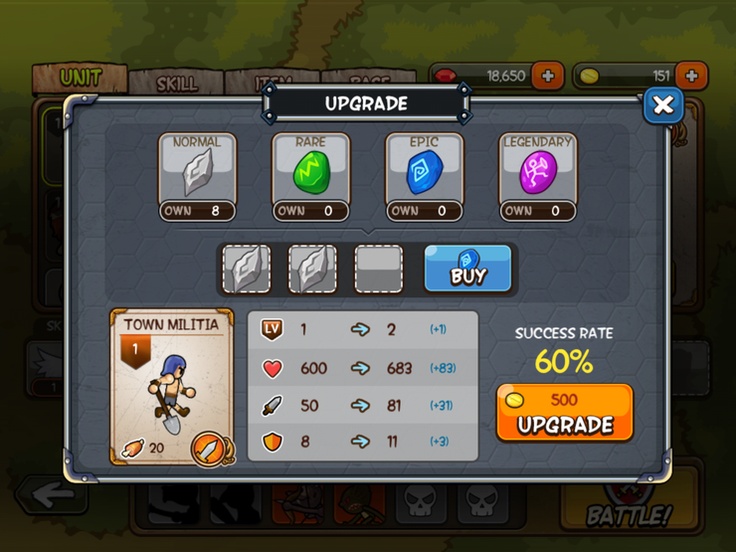 UNIT
SKILL
ITEM
RACE
18,650
151
UPGRADE
NORMAL
RARE
EPIC
LEGENDARY
OWN 8
OWN 0
OWN 0
OWN 0
BUY
TOWN MILITIA
1
20
LV 1 2 (+1)
600 683 (+83)
50 81 (+31)
8 11 (+3)
SUCCESS RATE
60%
500
UPGRADE
BATTLE!